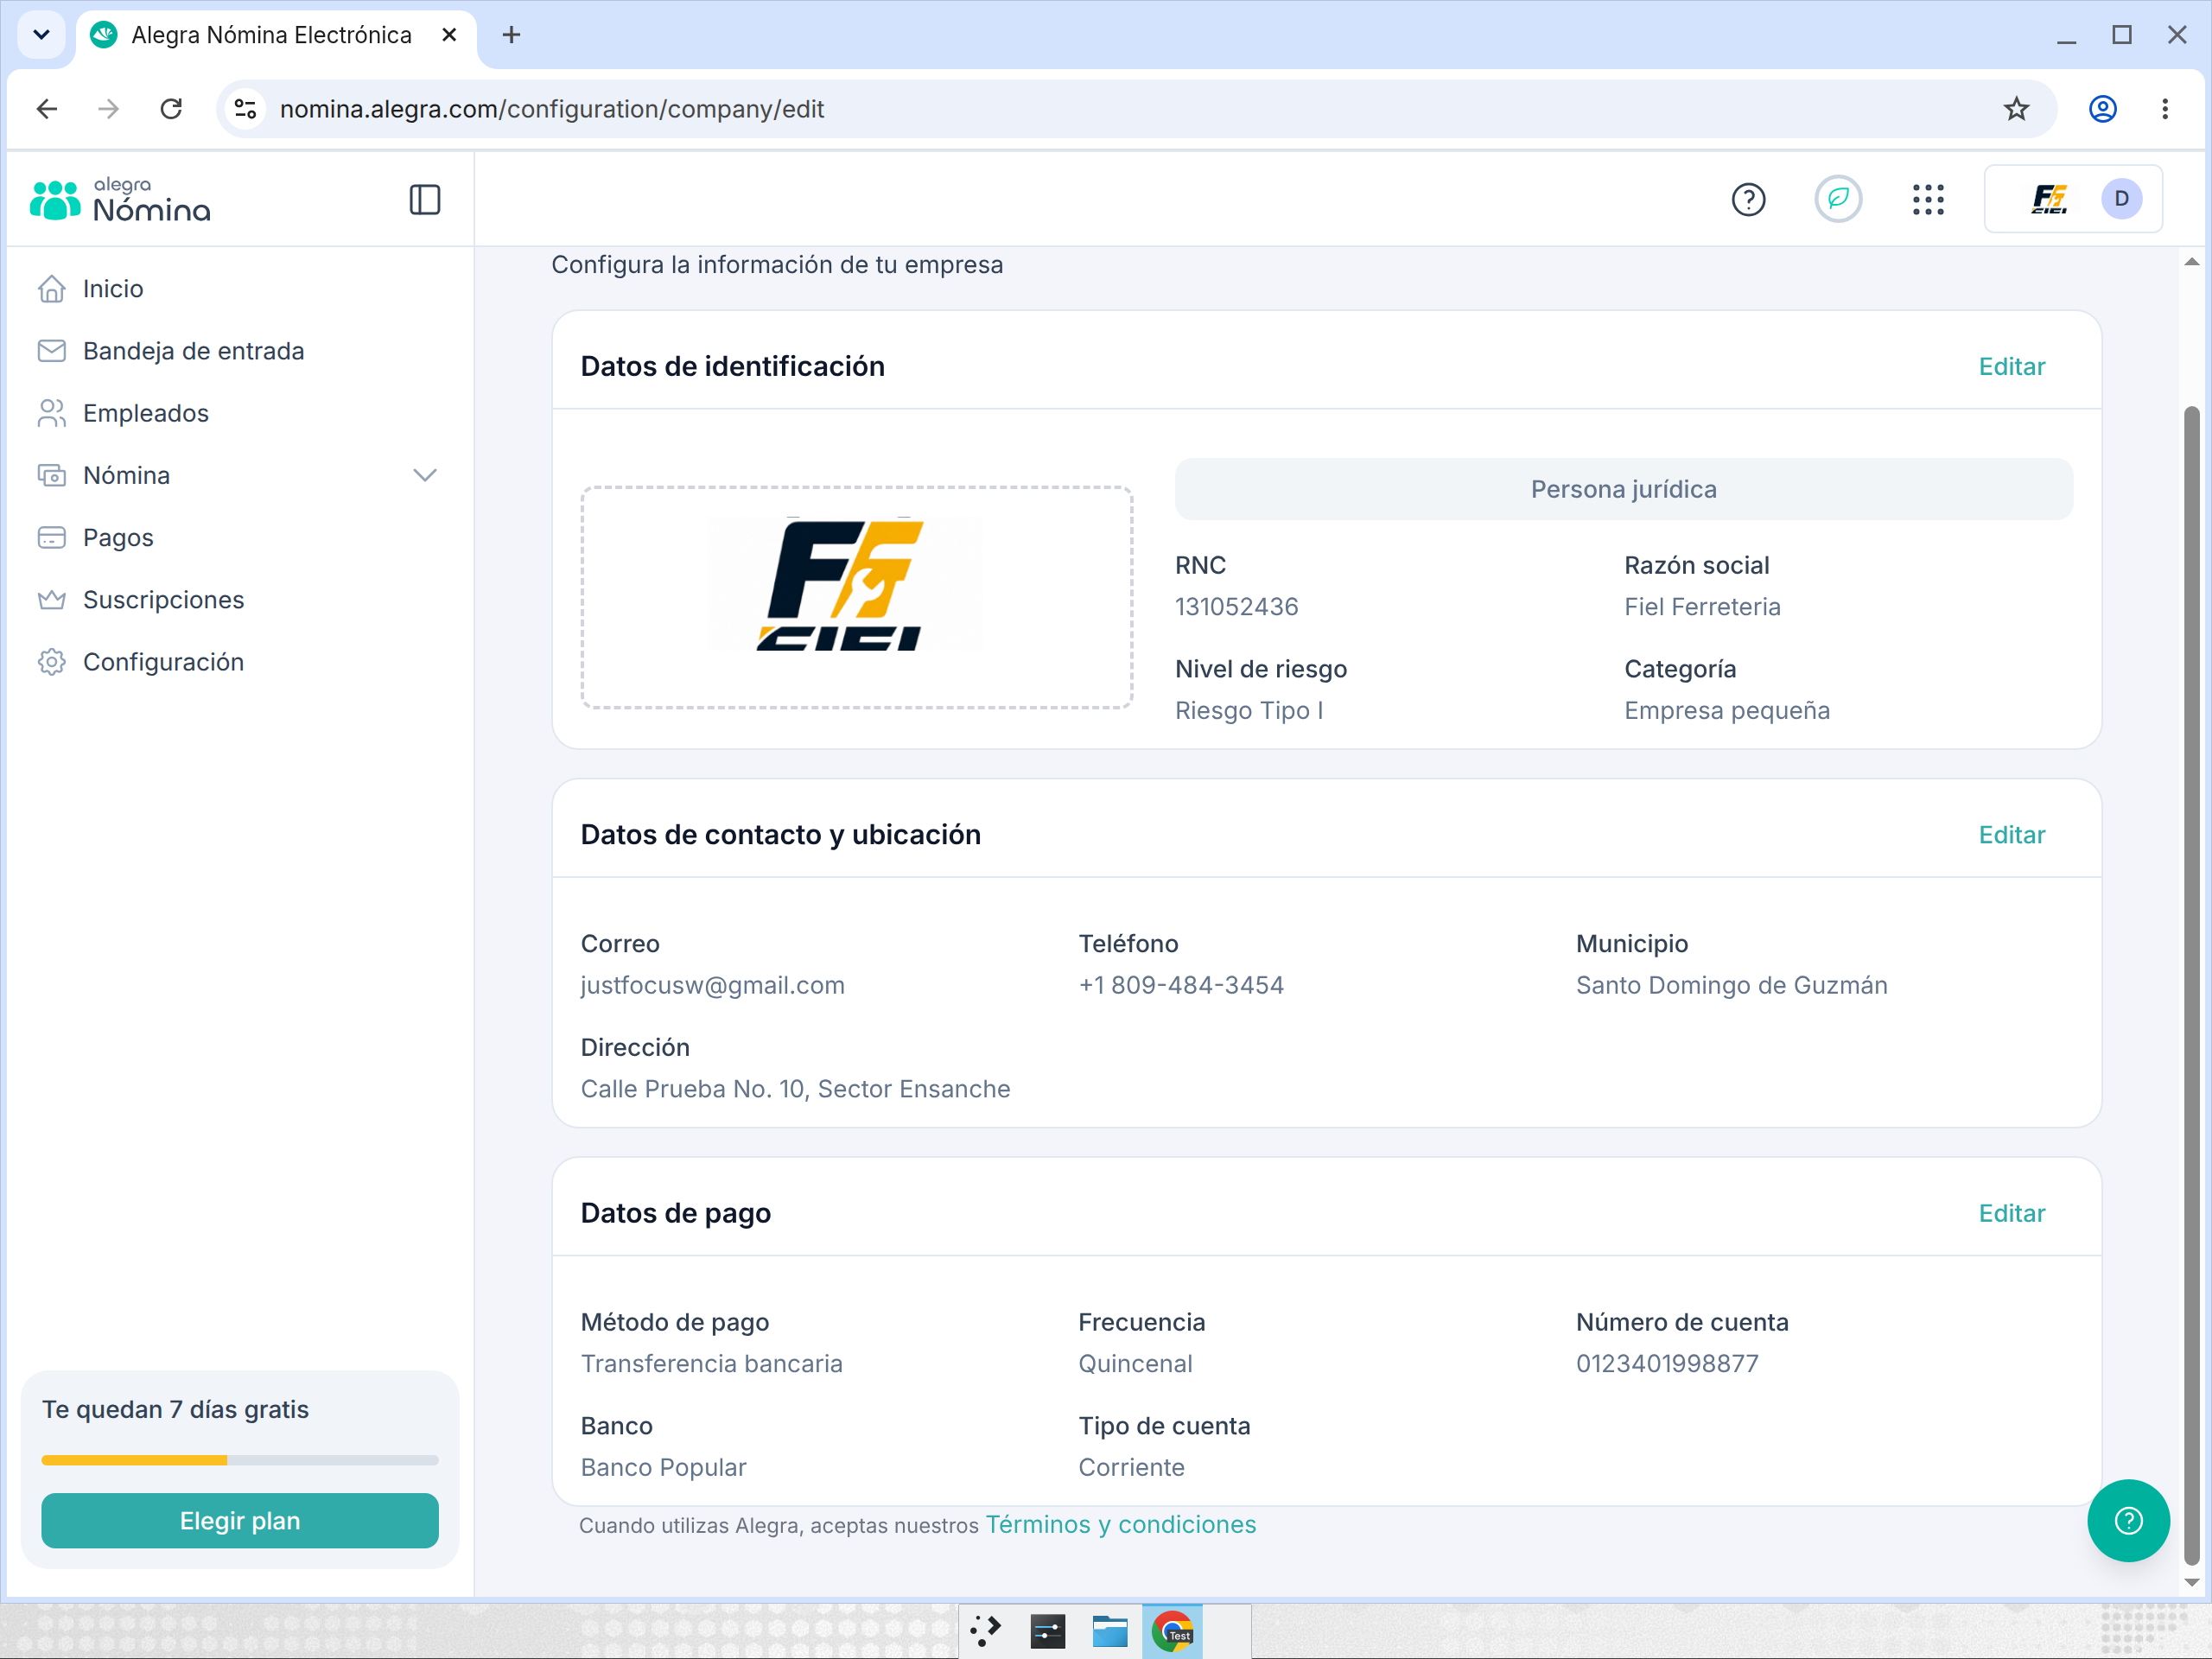 Alegra Nómina Electrónica
nomina.alegra.com/configuration/company/edit
alegra
Nómina
D
Inicio
Bandeja de entrada
Empleados
Nómina
Pagos
Suscripciones
Configuración
Te quedan 7 días gratis
Elegir plan
Configura la información de tu empresa
Datos de identificación
Editar
Persona jurídica
RNC
Razón social
131052436
Fiel Ferreteria
Nivel de riesgo
Categoría
Riesgo Tipo I
Empresa pequeña
Datos de contacto y ubicación
Editar
Correo
Teléfono
Municipio
justfocusw@gmail.com
+1 809-484-3454
Santo Domingo de Guzmán
Dirección
Calle Prueba No. 10, Sector Ensanche
Datos de pago
Editar
Método de pago
Frecuencia
Número de cuenta
Transferencia bancaria
Quincenal
0123401998877
Banco
Tipo de cuenta
Banco Popular
Corriente
Cuando utilizas Alegra, aceptas nuestros Términos y condiciones
Test